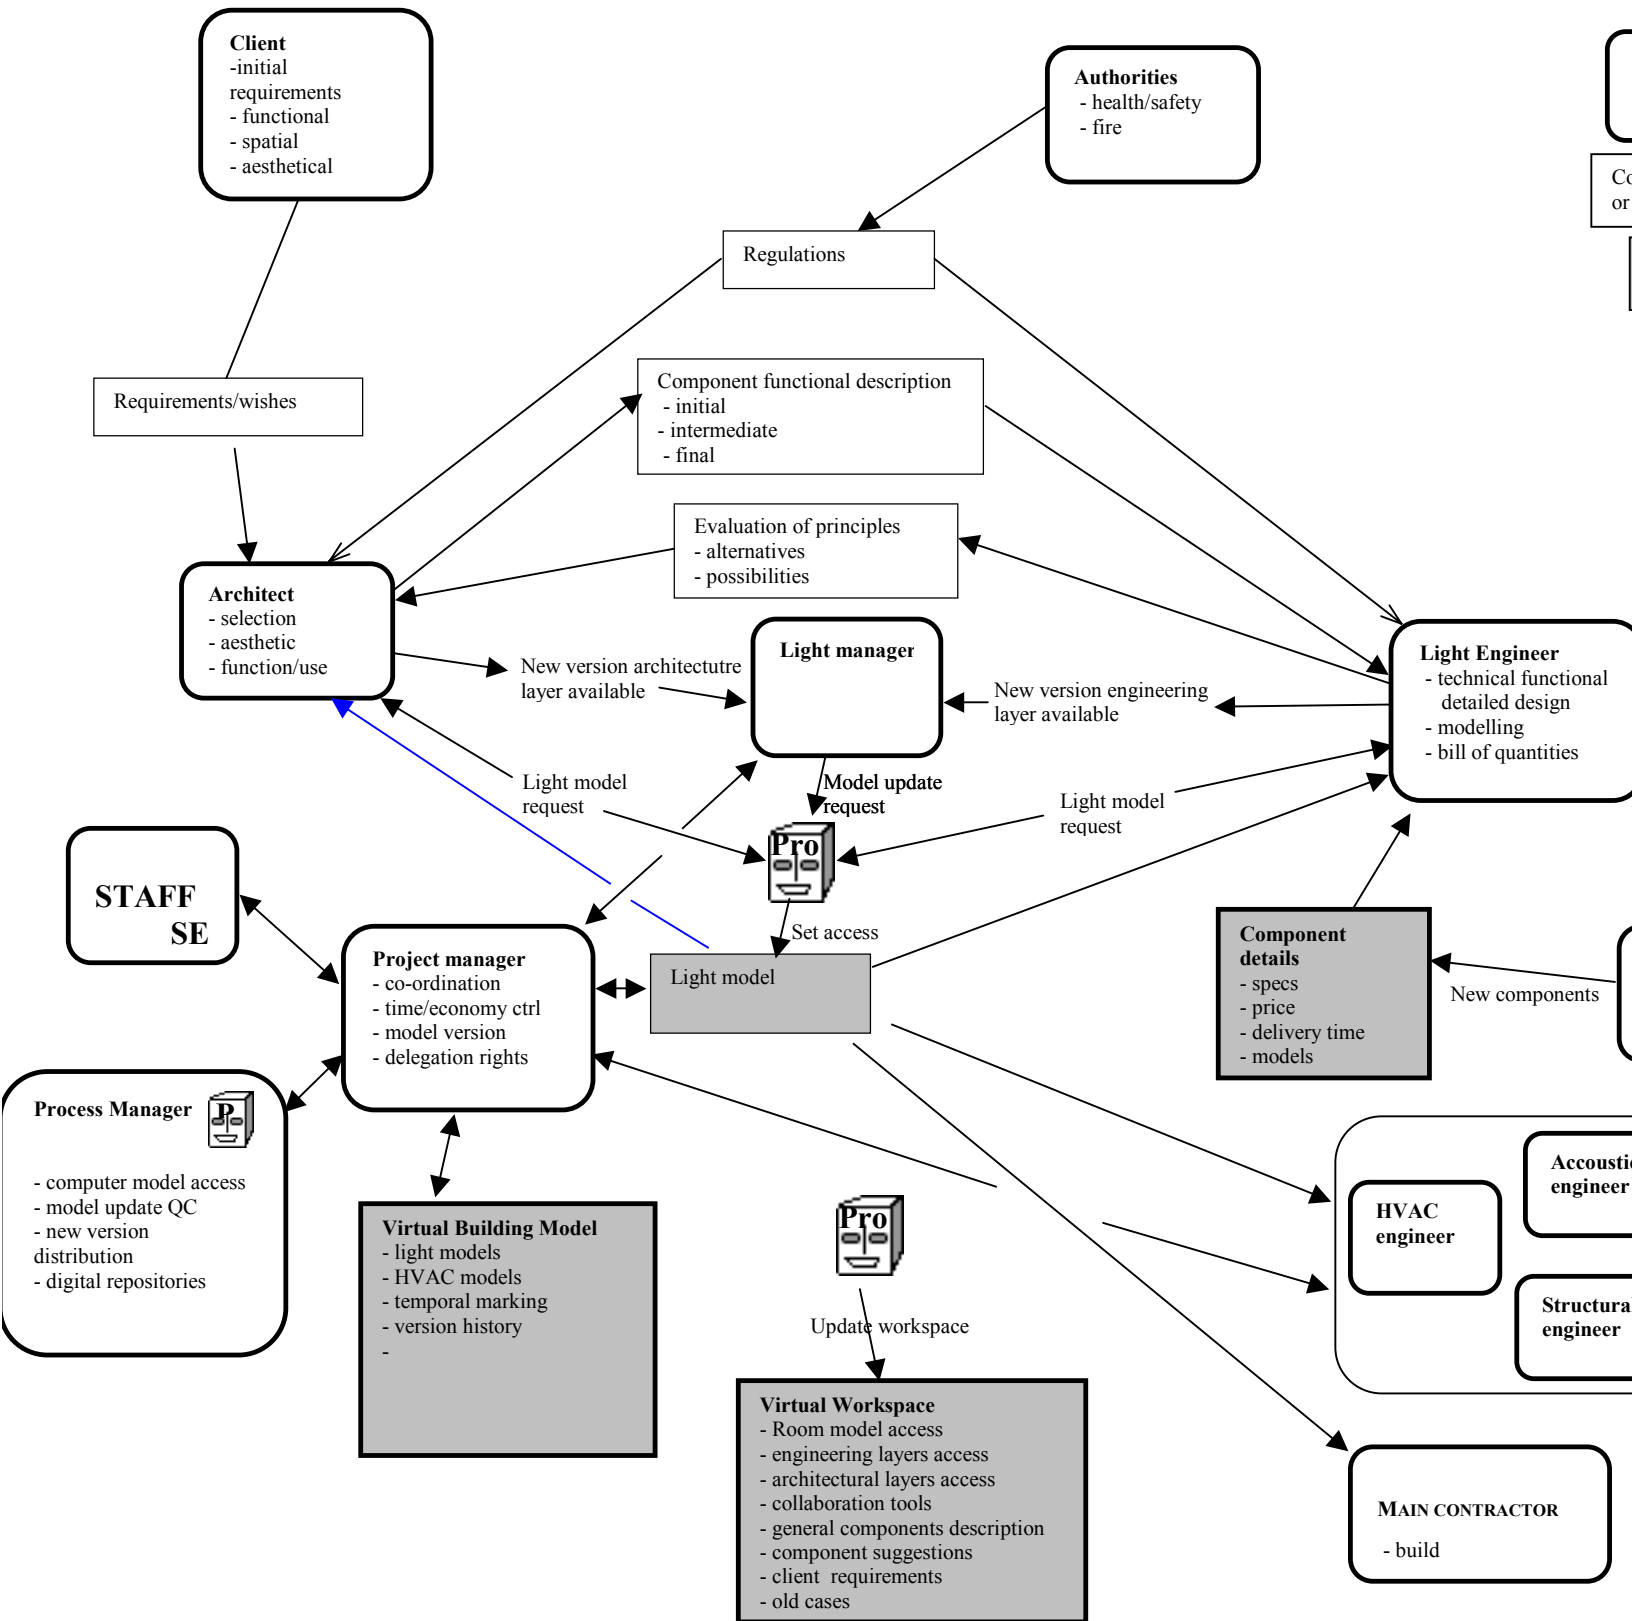 Client
-initial
requirements
- functional
- spatial
- aesthetical
Authorities
- health/safety
- fire
or
Regulations
Requirements/wishes
Component functional description
- initial
- intermediate
- final
Evaluation of principles
- alternatives
- possibilities
Architect
- selection
- aesthetic
- function/use
New version architectutre
layer available
Light manager
New version engineering
layer available
Light Engineer
- technical functional
detailed design
- modelling
- bill of quantities
Light model
request
Model update
request
Light model
request
Pro
Set access
STAFF
SE
Project manager
- co-ordination
- time/economy ctrl
- model version
- delegation rights
Light model
Component
details
- specs
- price
- delivery time
- models
New components
Process Manager
P
- computer model access
- model update QC
- new version
distribution
- digital repositories
Virtual Building Model
- light models
- HVAC models
- temporal marking
- version history
-
Pro
Update workspace
HVAC
engineer
engineer
Structural
engineer
Virtual Workspace
- Room model access
- engineering layers access
- architectural layers access
- collaboration tools
- general components description
- component suggestions
- client requirements
- old cases
MAIN CONTRACTOR
- build